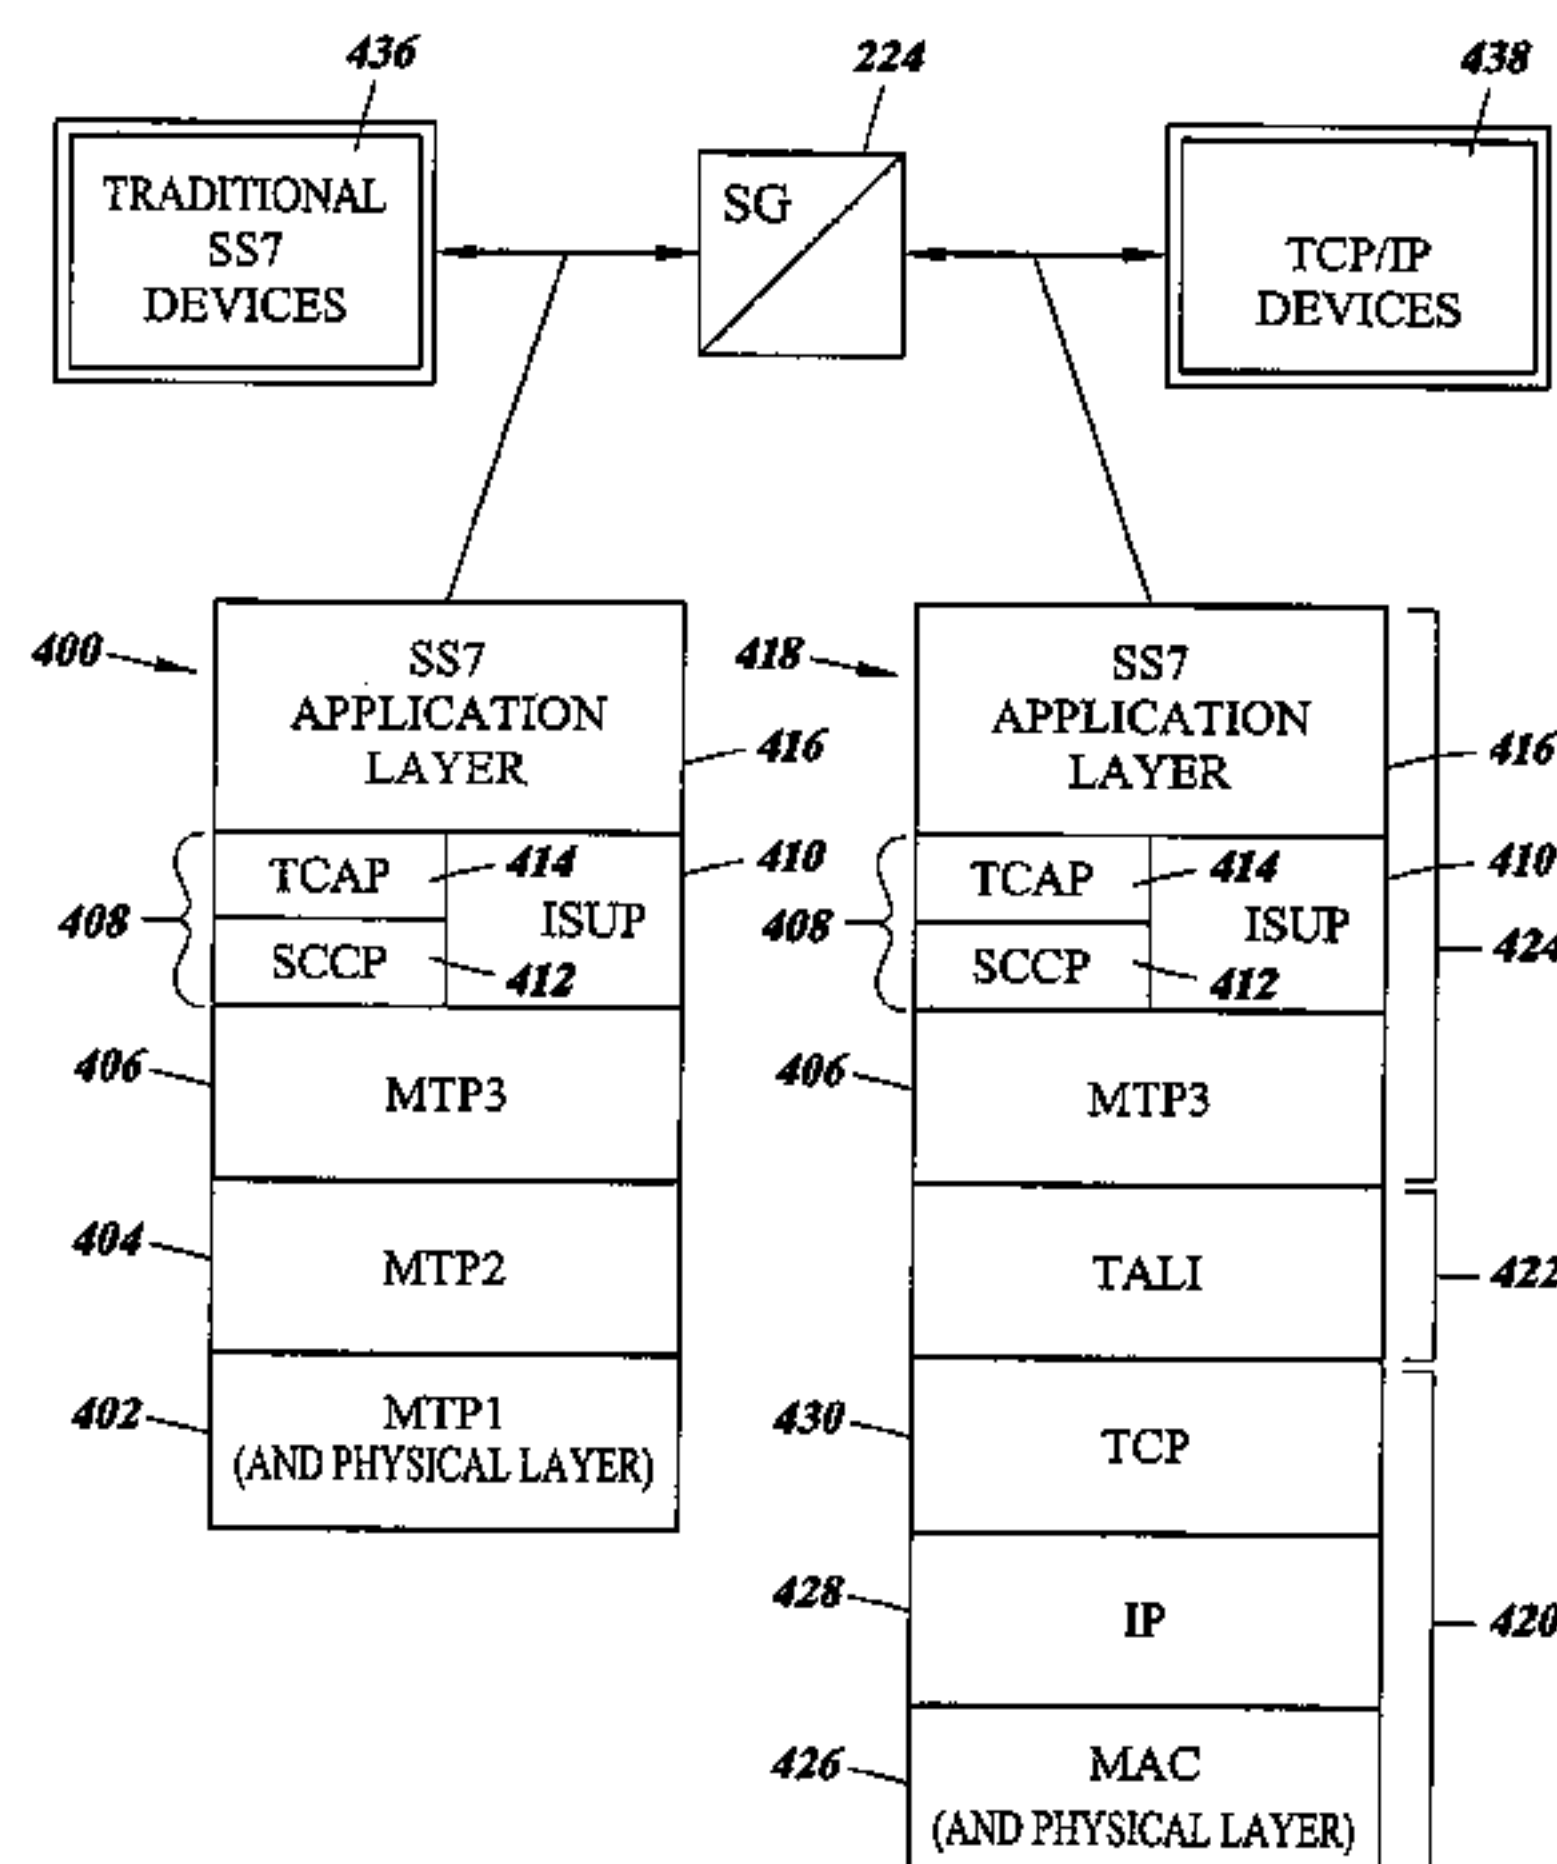 436
224
438
TRADITIONAL
SS7
DEVICES
SG
TCP/IP
DEVICES
400
SS7
APPLICATION
LAYER
416
408
TCAP
414
SCCP
412
ISUP
410
406
MTP3
404
MTP2
402
MTP1
(AND PHYSICAL LAYER)
418
SS7
APPLICATION
LAYER
416
408
TCAP
414
SCCP
412
ISUP
410
424
406
MTP3
TALI
422
430
TCP
428
IP
420
426
MAC
(AND PHYSICAL LAYER)